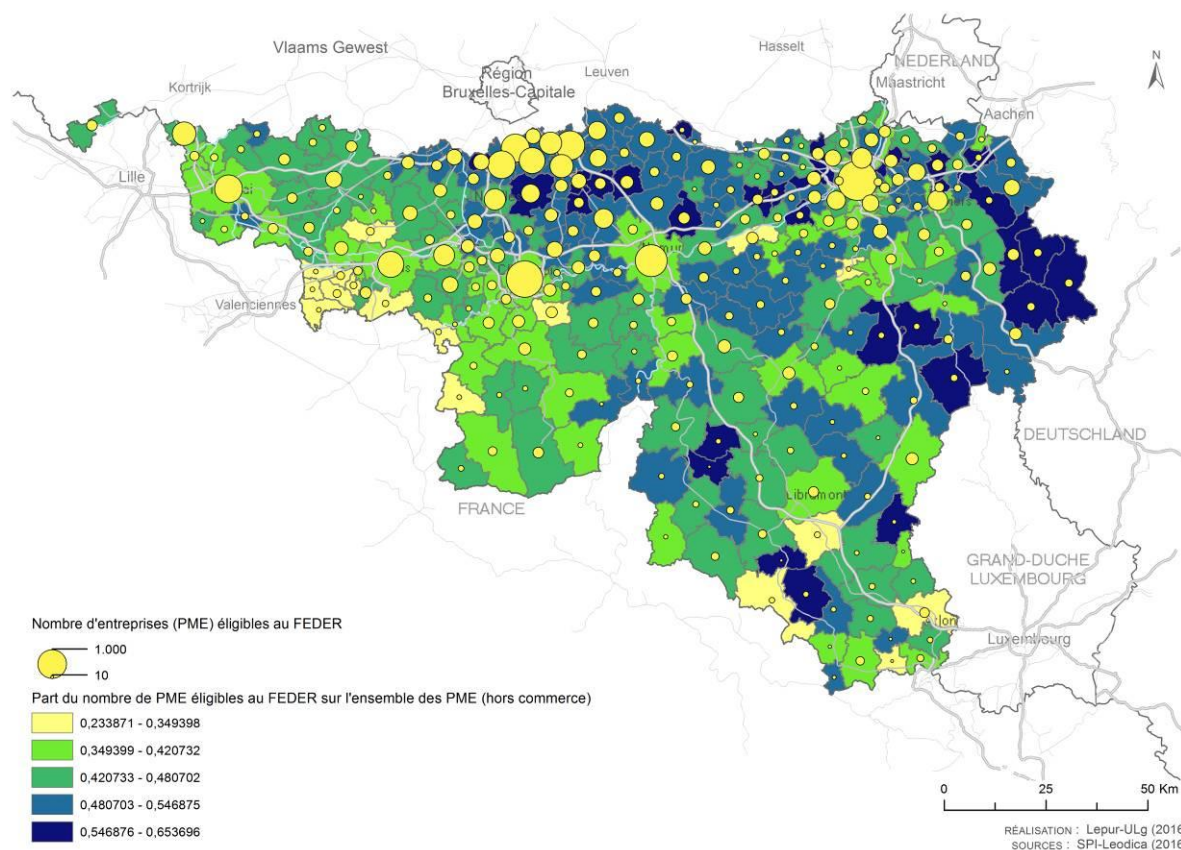 Vlaams Gewest
Hasselt
NEDERLAND
N
Kortrijk
Région
Bruxelles-Capitale
Leuven
Maastricht
Aachen
Lille
Valenciennes
DEUTSCHLAND
Libramont
FRANCE
GRAND-DUCHE
LUXEMBOURG
Luxembourg
Nombre d'entreprises (PME) éligibles au FEDER
1.000
10
Part du nombre de PME éligibles au FEDER sur l'ensemble des PME (hors commerce)
0,233871 - 0,349398
0,349399 - 0,420732
0,420733 - 0,480702
0,480703 - 0,546875
0,546876 - 0,653696
0 25 50 Km
RÉALISATION : Lepur-ULg (2016
SOURCES : SPI-Leodica (2016